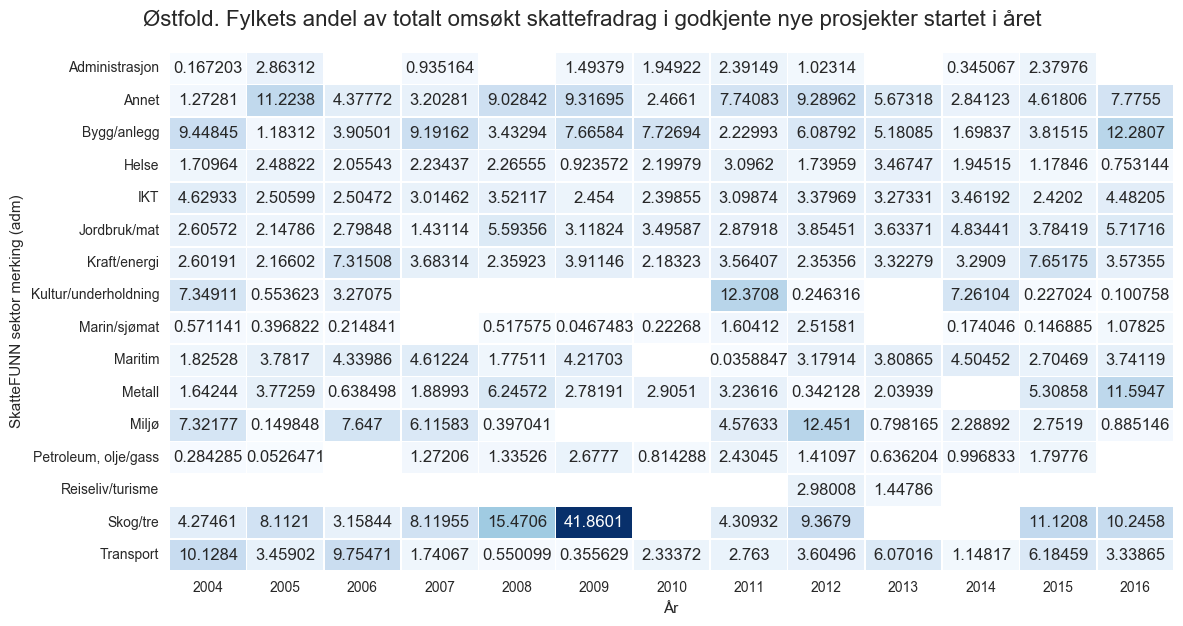 Østfold. Fylkets andel av totalt omsøkt skattefradrag i godkjente nye prosjekter startet i året
SkatteFUNN sektor merking (adm)
Administrasjon 0.167203 2.86312 0.935164 1.49379 1.94922 2.39149 1.02314 0.345067 2.37976
Annet 1.27281 11.2238 4.37772 3.20281 9.02842 9.31695 2.4661 7.74083 9.28962 5.67318 2.84123 4.61806 7.7755
Bygg/anlegg 9.44845 1.18312 3.90501 9.19162 3.43294 7.66584 7.72694 2.22993 6.08792 5.18085 1.69837 3.81515 12.2807
Helse 1.70964 2.48822 2.05543 2.23437 2.26555 0.923572 2.19979 3.0962 1.73959 3.46747 1.94515 1.17846 0.753144
IKT 4.62933 2.50599 2.50472 3.01462 3.52117 2.454 2.39855 3.09874 3.37969 3.27331 3.46192 2.4202 4.48205
Jordbruk/mat 2.60572 2.14786 2.79848 1.43114 5.59356 3.11824 3.49587 2.87918 3.85451 3.63371 4.83441 3.78419 5.71716
Kraft/energi 2.60191 2.16602 7.31508 3.68314 2.35923 3.91146 2.18323 3.56407 2.35356 3.32279 3.2909 7.65175 3.57355
Kultur/underholdning 7.34911 0.553623 3.27075 12.3708 0.246316 7.26104 0.227024 0.100758
Marin/sjømat 0.571141 0.396822 0.214841 0.517575 0.0467483 0.22268 1.60412 2.51581 0.174046 0.146885 1.07825
Maritim 1.82528 3.7817 4.33986 4.61224 1.77511 4.21703 0.0358847 3.17914 3.80865 4.50452 2.70469 3.74119
Metall 1.64244 3.77259 0.638498 1.88993 6.24572 2.78191 2.9051 3.23616 0.342128 2.03939 5.30858 11.5947
Miljø 7.32177 0.149848 7.647 6.11583 0.397041 4.57633 12.451 0.798165 2.28892 2.7519 0.885146
Petroleum, olje/gass 0.284285 0.0526471 1.27206 1.33526 2.6777 0.814288 2.43045 1.41097 0.636204 0.996833 1.79776
Reiseliv/turisme 2.98008 1.44786
Skog/tre 4.27461 8.1121 3.15844 8.11955 15.4706 41.8601 4.30932 9.3679 11.1208 10.2458
Transport 10.1284 3.45902 9.75471 1.74067 0.550099 0.355629 2.33372 2.763 3.60496 6.07016 1.14817 6.18459 3.33865
2004 2005 2006 2007 2008 2009 2010 2011 2012 2013 2014 2015 2016
År